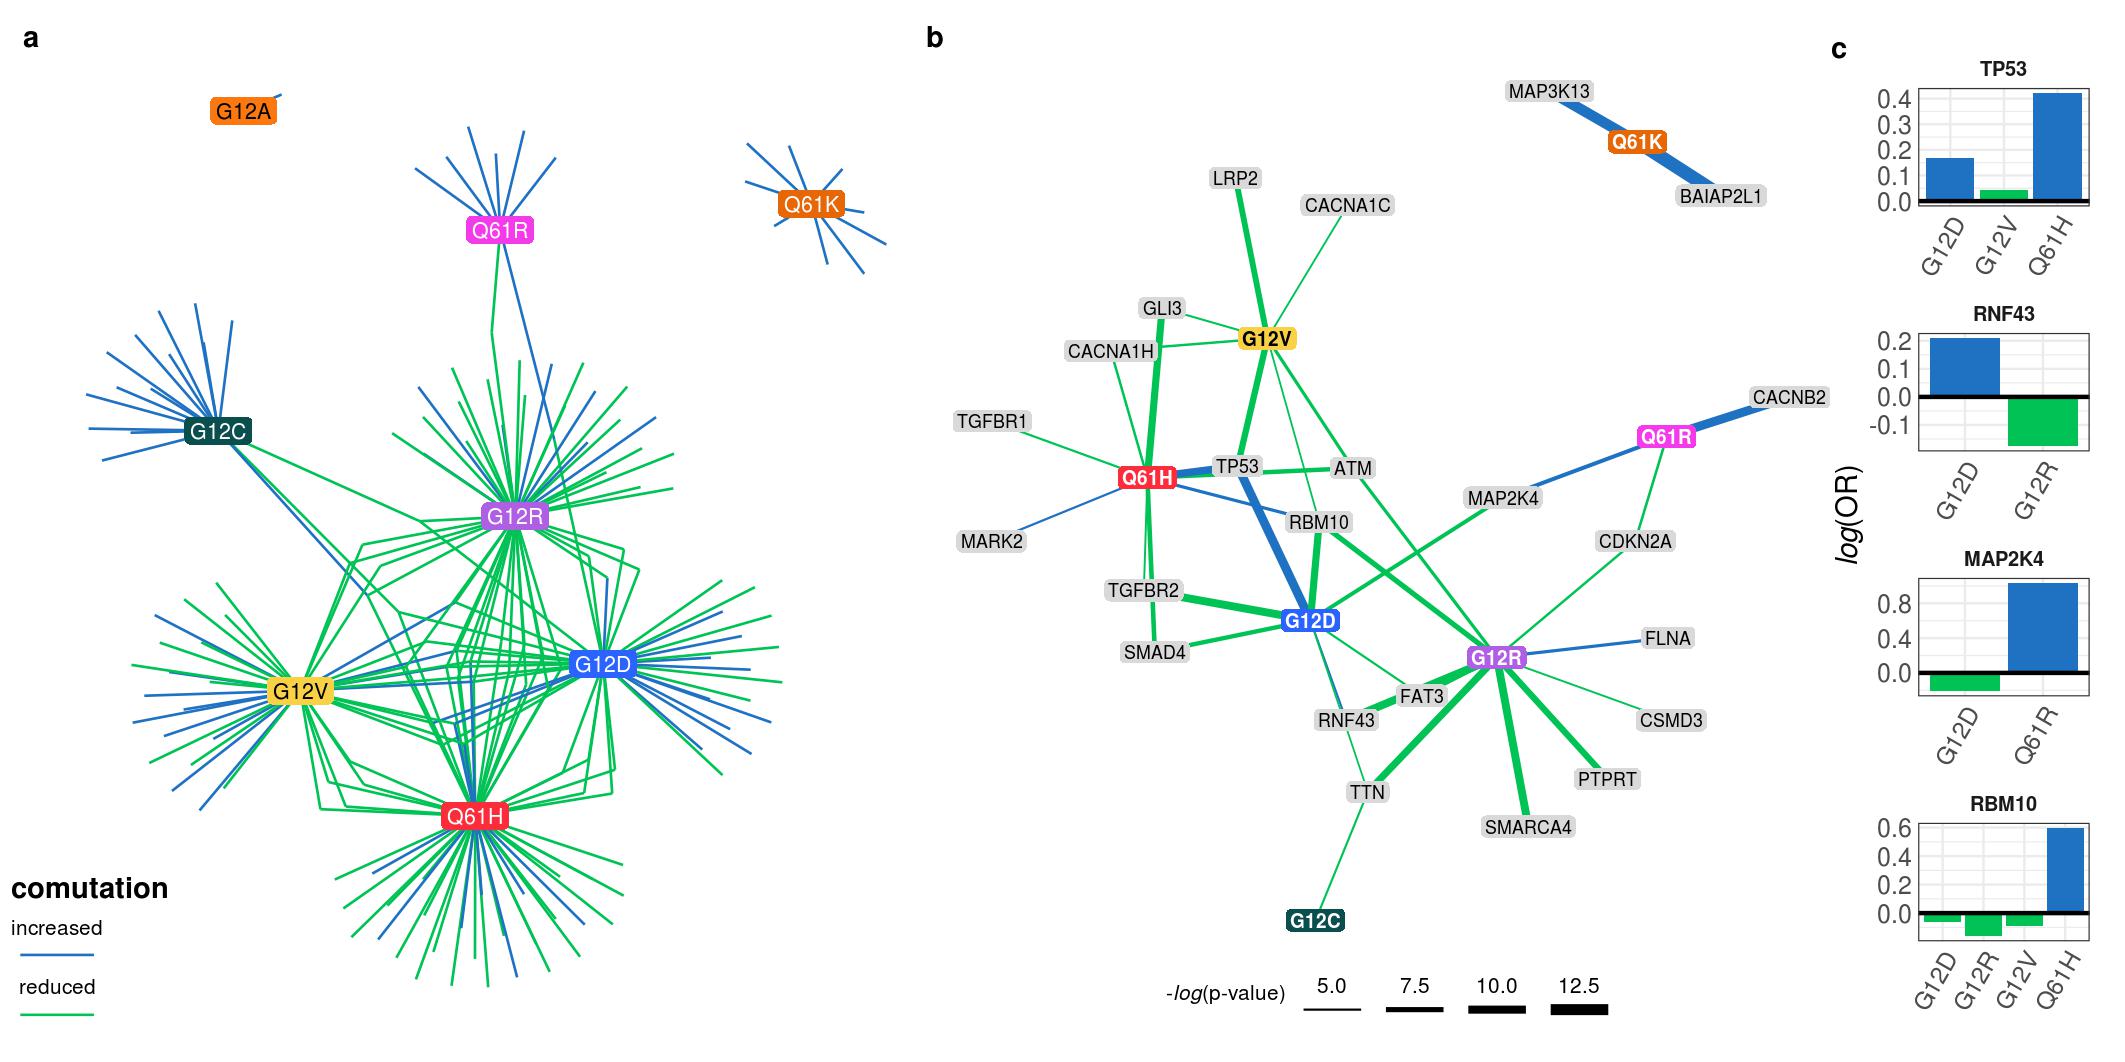 a
G12A
Q61R
Q61K
G12C
G12R
G12D
G12V
Q61H
comutation
increased
reduced
b
MAP3K13
Q61K
BAIAP2L1
LRP2
CACNA1C
GLI3
G12V
CACNA1H
CACNB2
TGFBR1
Q61R
Q61H
TP53
ATM
MAP2K4
RBM10
MARK2
CDKN2A
TGFBR2
G12D
FLNA
SMAD4
G12R
FAT3
RNF43
CSMD3
PTPRT
TTN
SMARCA4
G12C
-log(p-value)
5.0
7.5
10.0
12.5
c
log(OR)
TP53
0.4
0.3
0.2
0.1
0.0
G12D
G12V
Q61H
RNF43
0.2
0.1
0.0
-0.1
G12D
G12R
MAP2K4
0.8
0.4
0.0
G12D
Q61R
RBM10
0.6
0.4
0.2
0.0
G12D
G12R
G12V
Q61H